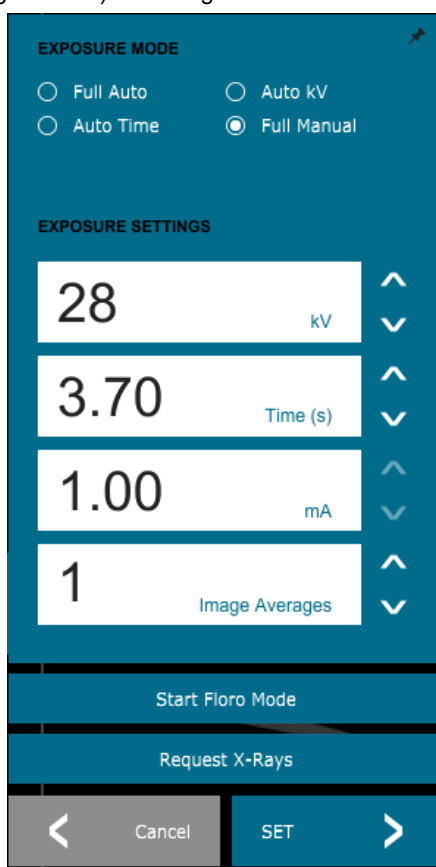 EXPOSURE MODE
Full Auto Auto kV
Auto Time Full Manual
EXPOSURE SETTINGS
28 kV
3.70 Time (s)
1.00 mA
1 Image Averages
Start Floro Mode
Request X-Rays
Cancel SET